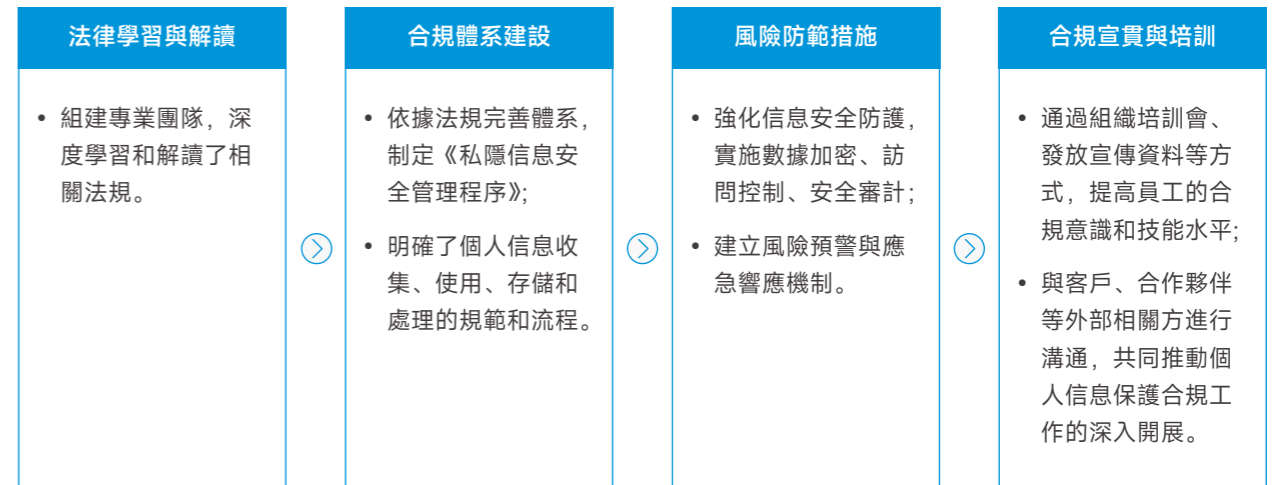 法律學習與解讀
• 組建專業團隊，深
度學習和解讀了相
關法規。
合規體系建設
• 依據法規完善體系，
制定《私隱信息安
全管理程序》；
• 明確了個人信息收
集、使用、存儲和
處理的規範和流程。
風險防範措施
• 強化信息安全防護，
實施數據加密、訪
問控制、安全審計；
• 建立風險預警與應
急響應機制。
合規宣貫與培訓
• 通過組織培訓會、
發放宣傳資料等方
式，提高員工的合
規意識和技能水平；
• 與客戶、合作夥伴
等外部相關方進行
溝通，共同推動個
人信息保護合規工
作的深入開展。